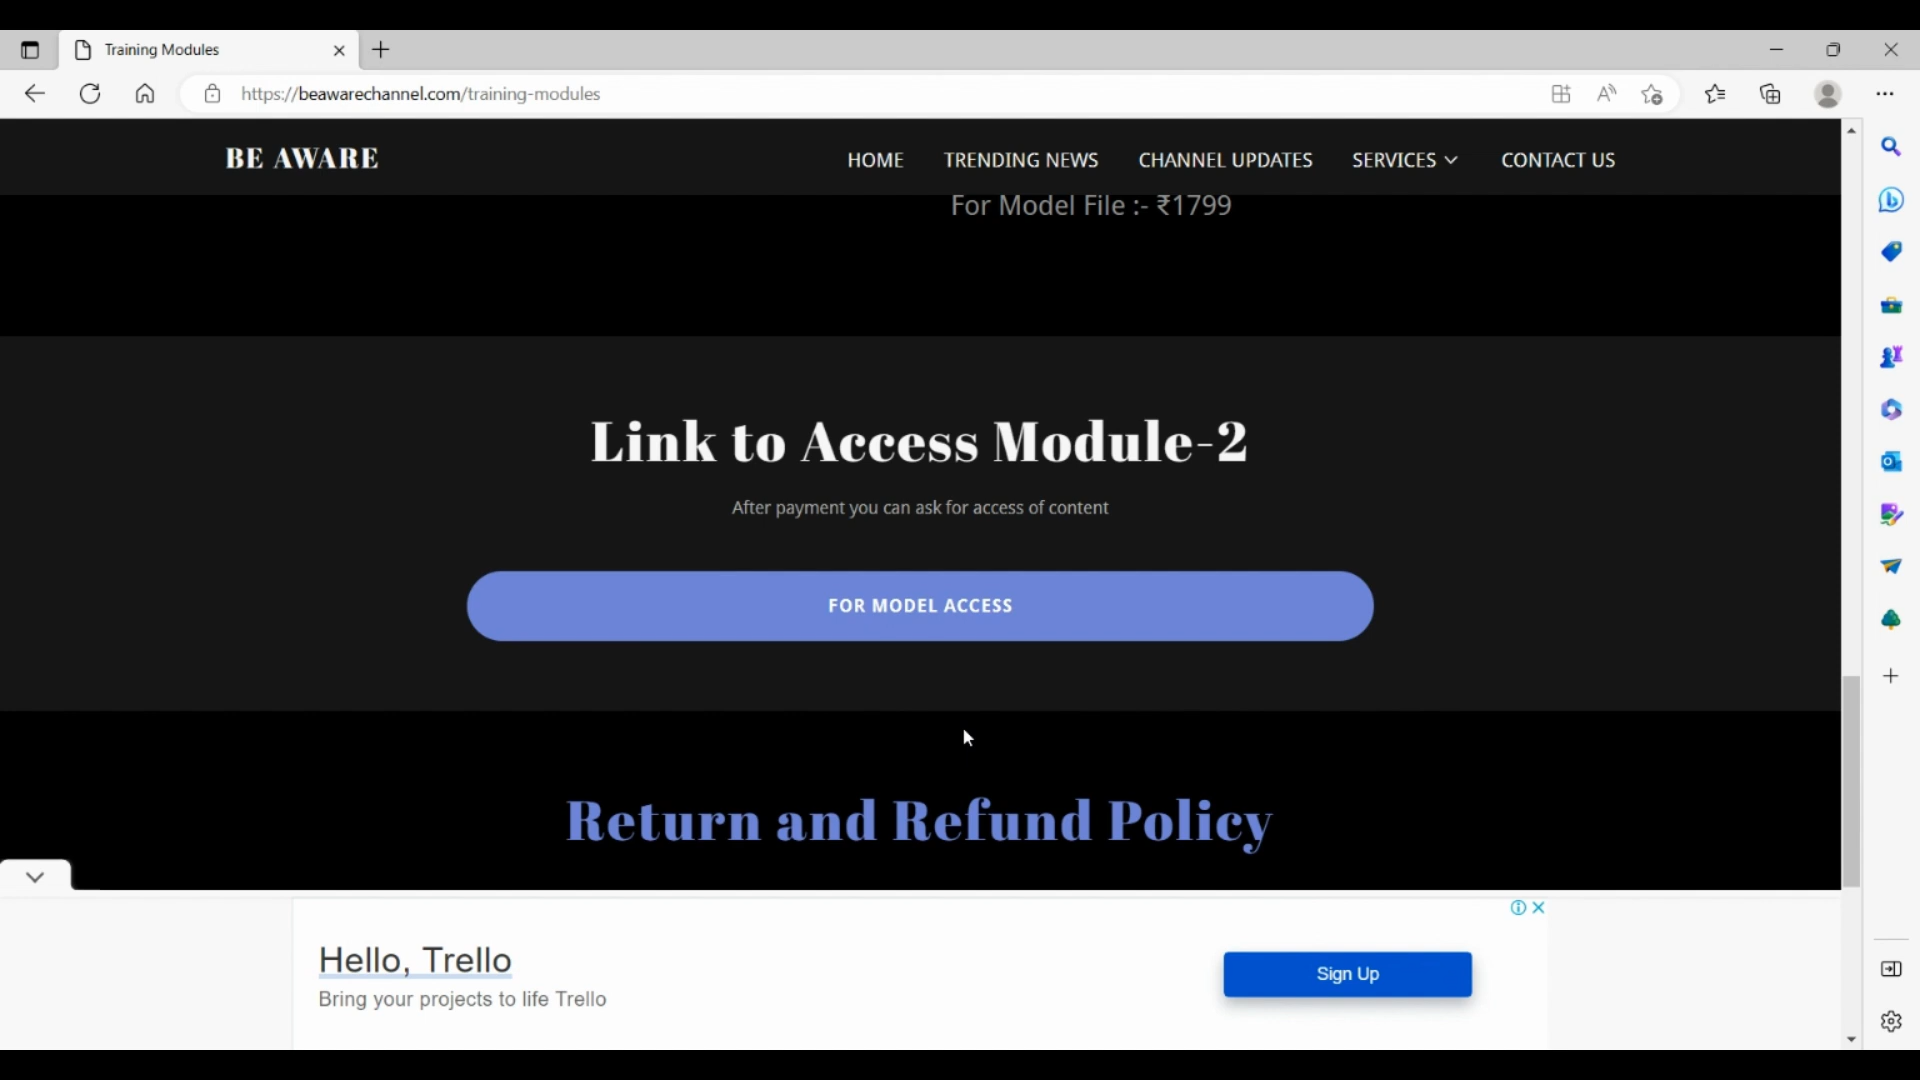 Training Modules
https://beawarechannel.com/training-modules
BE AWARE
HOME
TRENDING NEWS
CHANNEL UPDATES
SERVICES
CONTACT US
For Model File :- ₹1799
Link to Access Module-2
After payment you can ask for access of content
FOR MODEL ACCESS
Return and Refund Policy
Hello, Trello
Bring your projects to life Trello
Sign Up